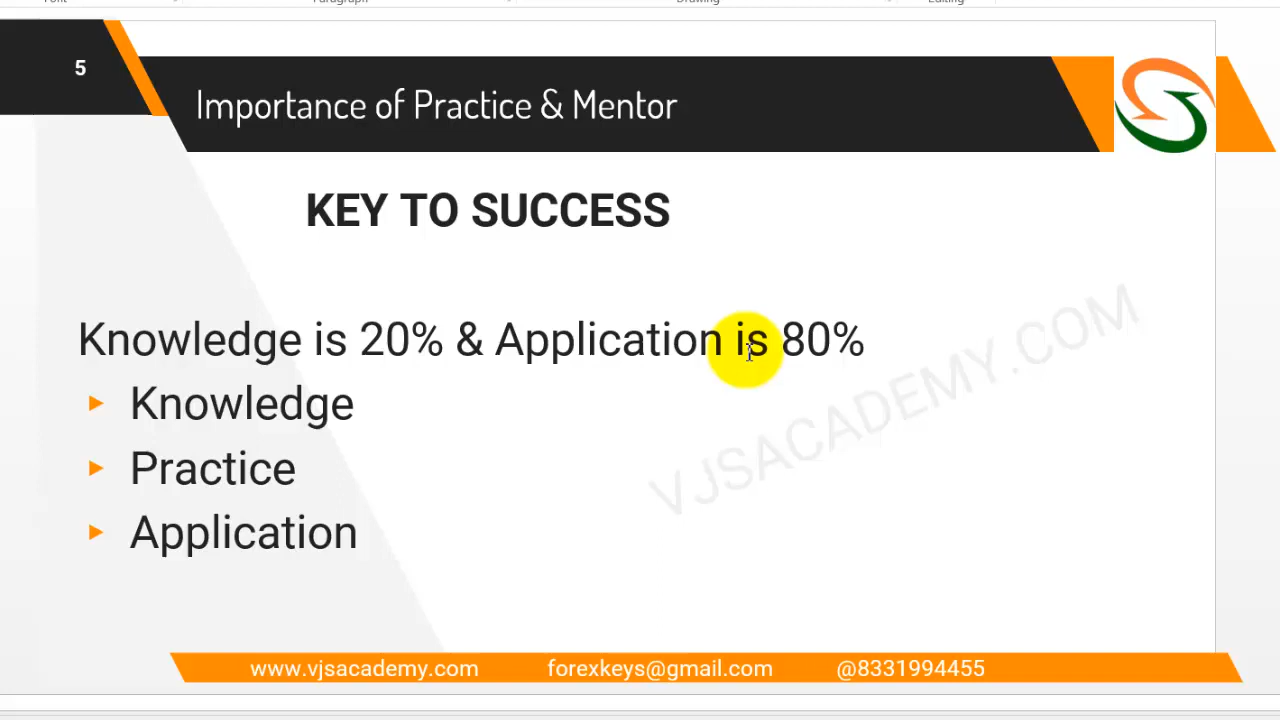 5
Importance of Practice & Mentor
KEY TO SUCCESS
Knowledge is 20% & Application is 80%
Knowledge
Practice
Application
VJSACADEMY.COM
www.vjsacademy.com forexkeys@gmail.com @8331994455